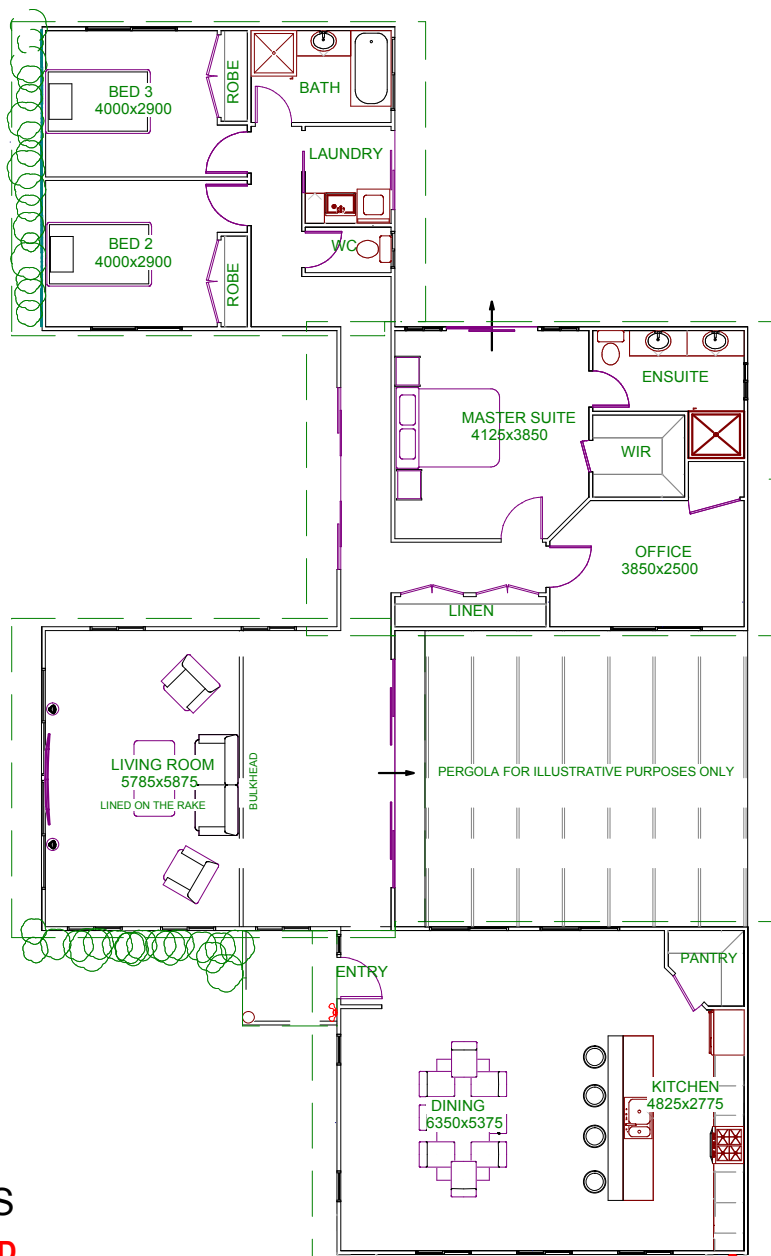 BED 3
4000x2900
ROBE
BATH
LAUNDRY
BED 2
4000x2900
ROBE
WC
ENSUITE
MASTER SUITE
4125x3850
WIR
OFFICE
3850x2500
LINEN
LIVING ROOM
5785x5875
LINED ON THE RAKE
BULKHEAD
PERGOLA FOR ILLUSTRATIVE PURPOSES ONLY
ENTRY
PANTRY
KITCHEN
4825x2775
DINING
6350x5375
S